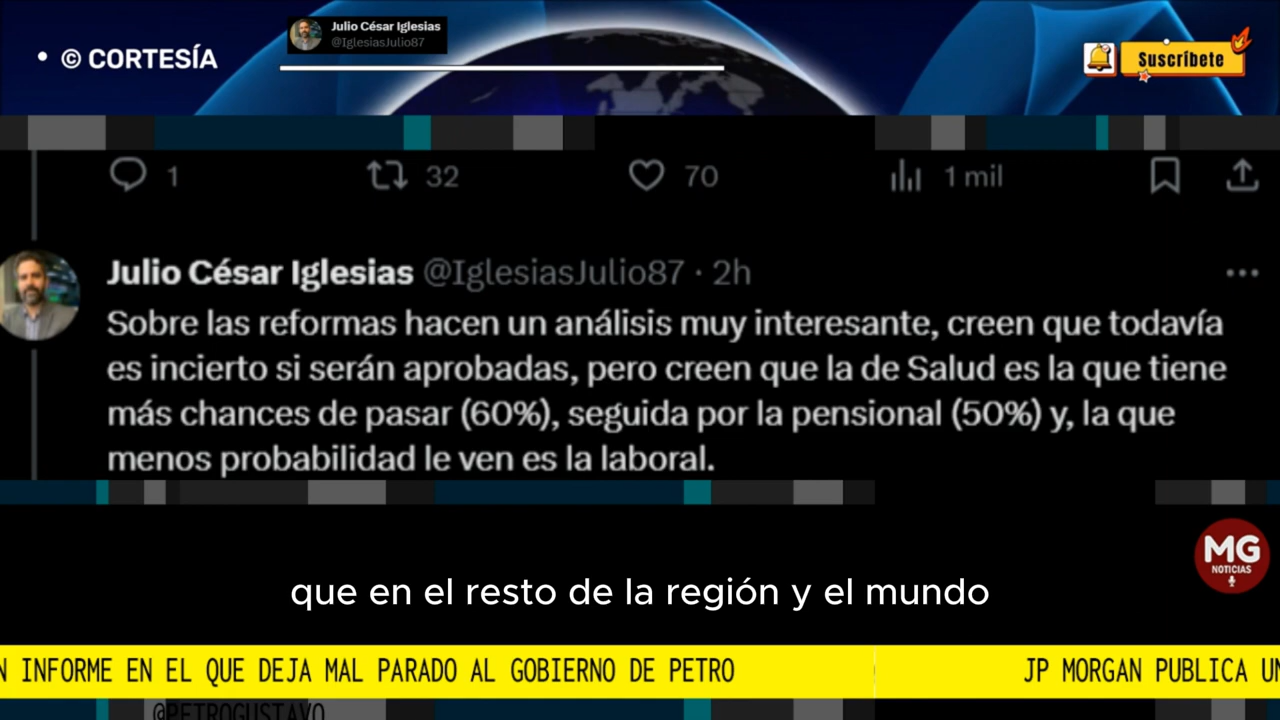 • © CORTESÍA
Julio César Iglesias
@IglesiasJulio87
Suscríbete
1
32
70
1 mil
Julio César Iglesias @IglesiasJulio87 · 2h
Sobre las reformas hacen un análisis muy interesante, creen que todavía
es incierto si serán aprobadas, pero creen que la de Salud es la que tiene
más chances de pasar (60%), seguida por la pensional (50%) y, la que
menos probabilidad le ven es la laboral.
MG
NOTICIAS
que en el resto de la región y el mundo
N INFORME EN EL QUE DEJA MAL PARADO AL GOBIERNO DE PETRO
JP MORGAN PUBLICA UN
@PETROGUSTAVO